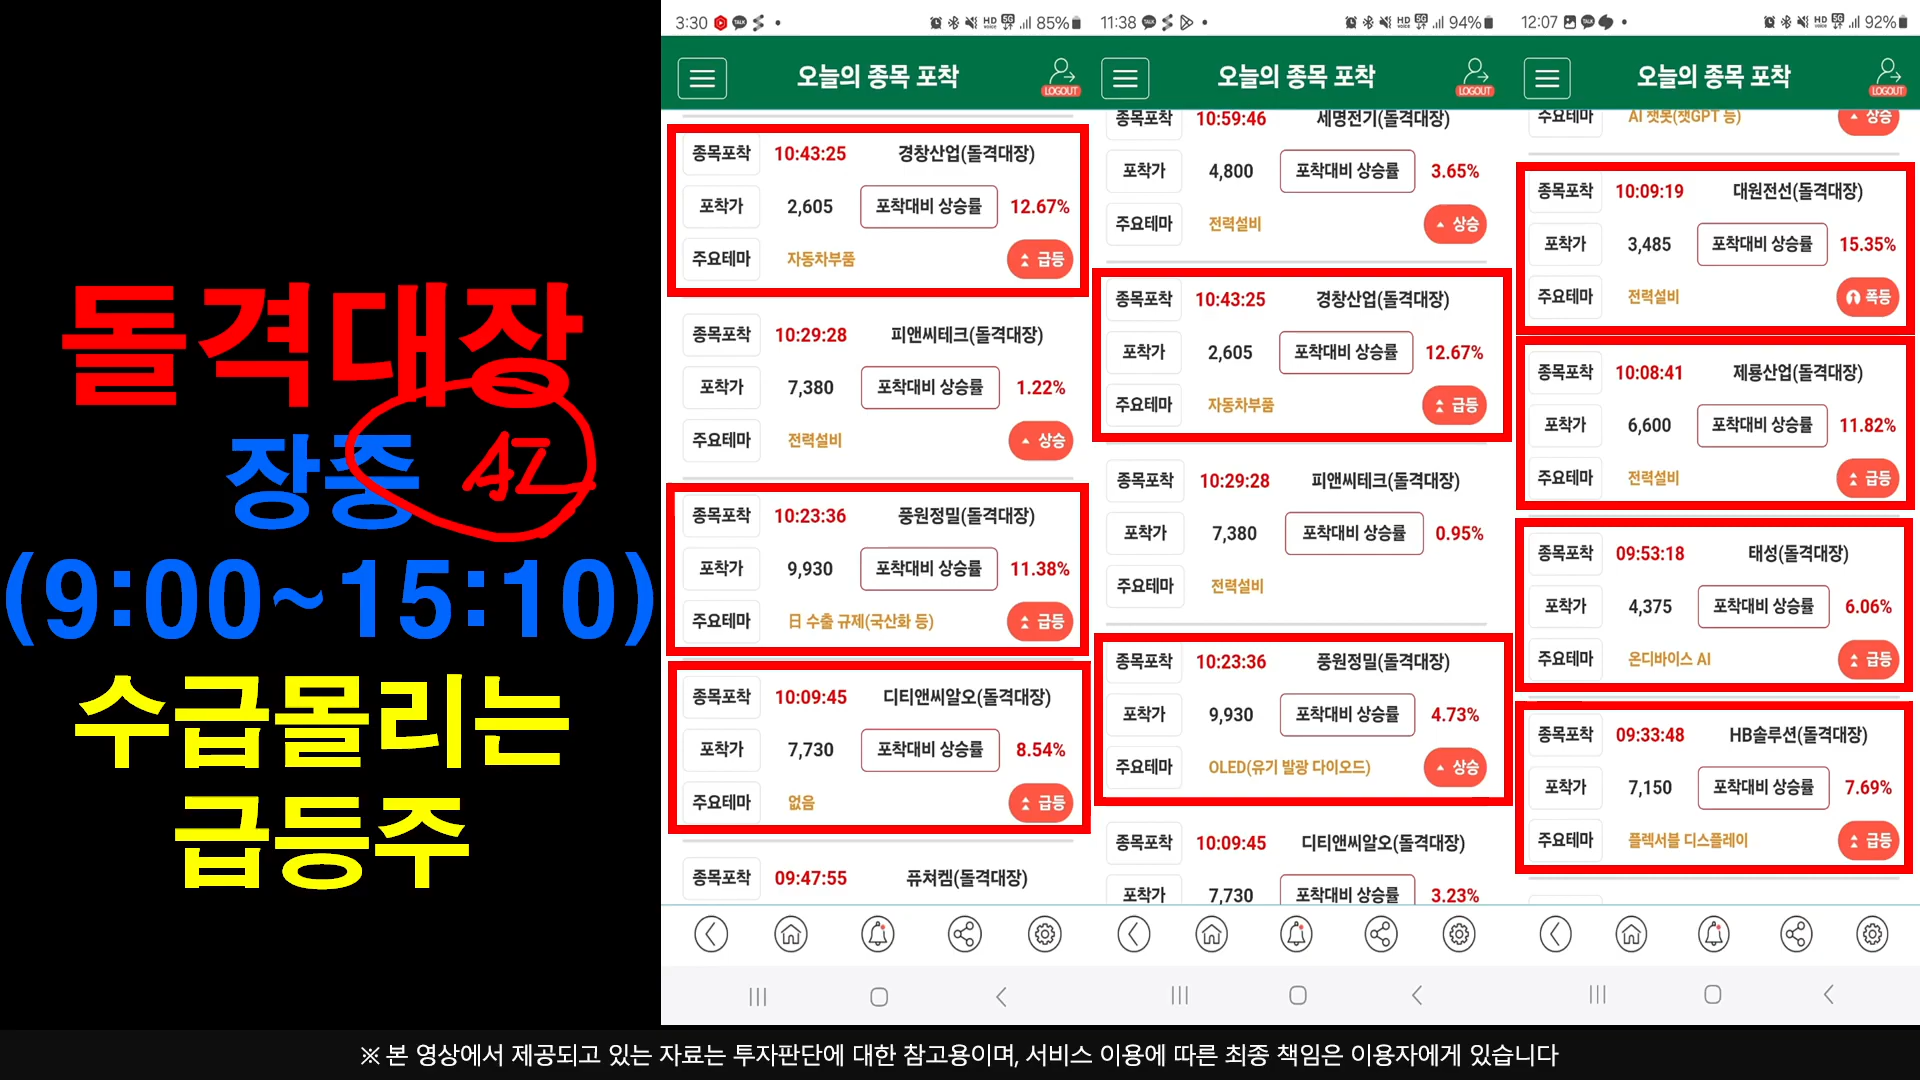 돌격대장
장중
AI
(9:00~15:10)
수급몰리는
급등주
3:30 85%
오늘의 종목 포착
LOGOUT
종목포착 10:43:25 경창산업(돌격대장)
포착가 2,605 포착대비 상승률 12.67%
주요테마 자동차부품 급등
종목포착 10:29:28 피앤씨테크(돌격대장)
포착가 7,380 포착대비 상승률 1.22%
주요테마 전력설비 상승
종목포착 10:23:36 풍원정밀(돌격대장)
포착가 9,930 포착대비 상승률 11.38%
주요테마 日 수출 규제(국산화 등) 급등
종목포착 10:09:45 디티앤씨알오(돌격대장)
포착가 7,730 포착대비 상승률 8.54%
주요테마 없음 급등
종목포착 09:47:55 퓨쳐켐(돌격대장)
11:38 94%
오늘의 종목 포착
LOGOUT
종목포착 10:59:46 세명전기(돌격대장)
포착가 4,800 포착대비 상승률 3.65%
주요테마 전력설비 상승
종목포착 10:43:25 경창산업(돌격대장)
포착가 2,605 포착대비 상승률 12.67%
주요테마 자동차부품 급등
종목포착 10:29:28 피앤씨테크(돌격대장)
포착가 7,380 포착대비 상승률 0.95%
주요테마 전력설비
종목포착 10:23:36 풍원정밀(돌격대장)
포착가 9,930 포착대비 상승률 4.73%
주요테마 OLED(유기 발광 다이오드) 상승
종목포착 10:09:45 디티앤씨알오(돌격대장)
포착가 7,730 포착대비 상승률 3.23%
12:07 92%
오늘의 종목 포착
LOGOUT
주요테마 AI 챗봇(챗GPT 등) 상승
종목포착 10:09:19 대원전선(돌격대장)
포착가 3,485 포착대비 상승률 15.35%
주요테마 전력설비 폭등
종목포착 10:08:41 제룡산업(돌격대장)
포착가 6,600 포착대비 상승률 11.82%
주요테마 전력설비 급등
종목포착 09:53:18 태성(돌격대장)
포착가 4,375 포착대비 상승률 6.06%
주요테마 온디바이스 AI 급등
종목포착 09:33:48 HB솔루션(돌격대장)
포착가 7,150 포착대비 상승률 7.69%
주요테마 플렉서블 디스플레이 급등
※ 본 영상에서 제공되고 있는 자료는 투자판단에 대한 참고용이며, 서비스 이용에 따른 최종 책임은 이용자에게 있습니다